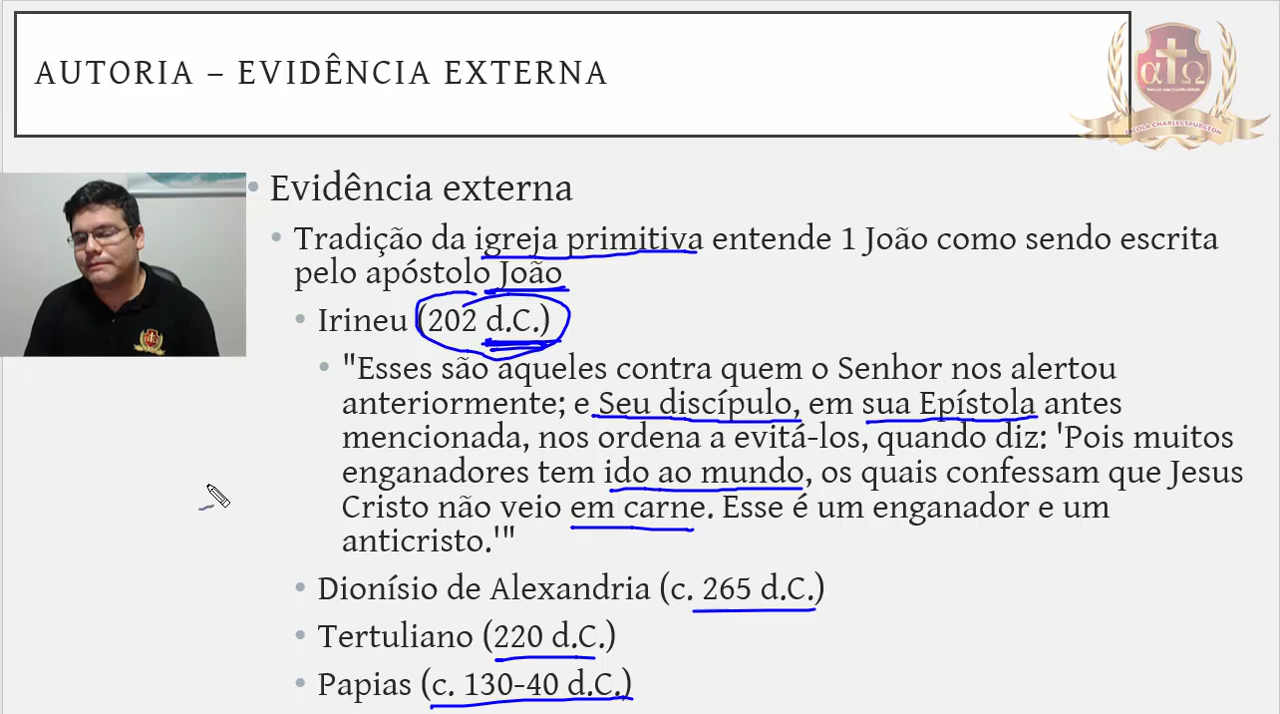 AUTORIA – EVIDÊNCIA EXTERNA
α Ω
ESCOLA CHARLES SPURGEON
• Evidência externa
• Tradição da igreja primitiva entende 1 João como sendo escrita
pelo apóstolo João
• Irineu (202 d.C.)
• "Esses são aqueles contra quem o Senhor nos alertou
anteriormente; e Seu discípulo, em sua Epístola antes
mencionada, nos ordena a evitá-los, quando diz: 'Pois muitos
enganadores tem ido ao mundo, os quais confessam que Jesus
Cristo não veio em carne. Esse é um enganador e um
anticristo.'"
• Dionísio de Alexandria (c. 265 d.C.)
• Tertuliano (220 d.C.)
• Papias (c. 130-40 d.C.)